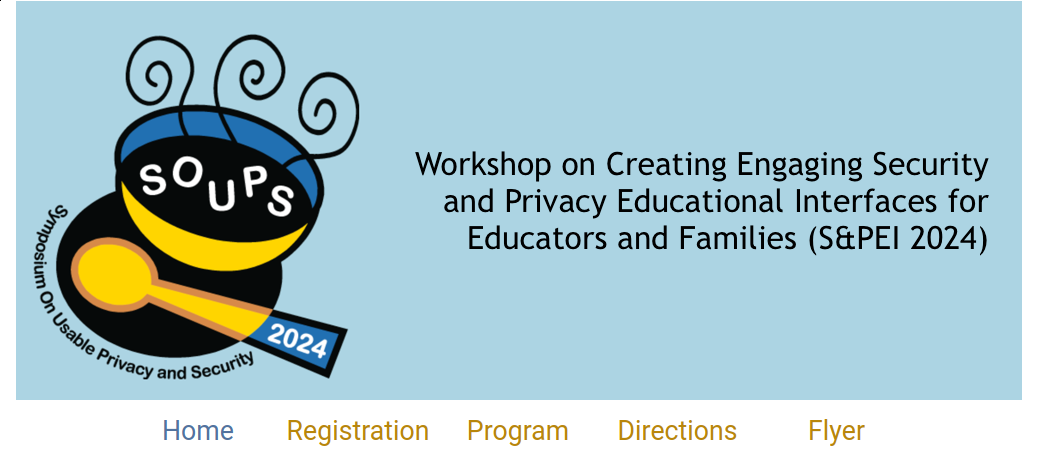 SOUPS
Symposium On Usable Privacy and Security
2024
Workshop on Creating Engaging Security
and Privacy Educational Interfaces for
Educators and Families (S&PEI 2024)
Home Registration Program Directions Flyer